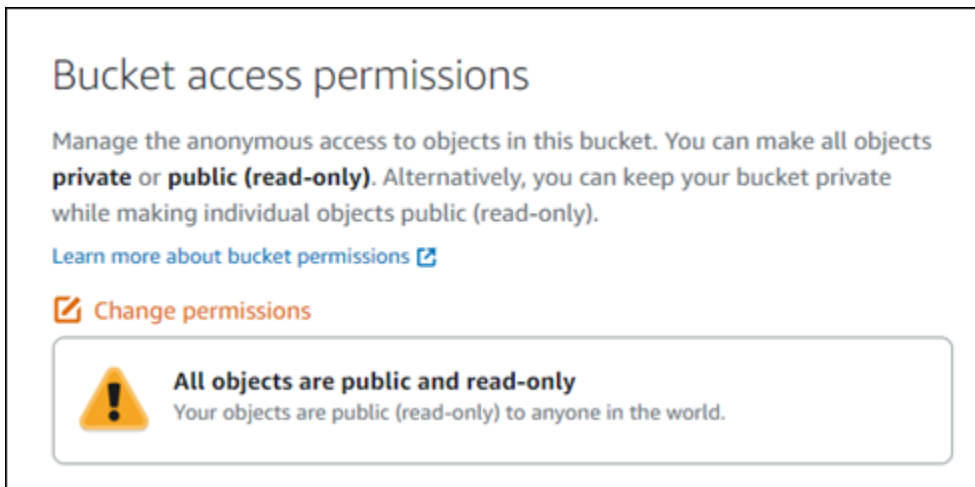 Bucket access permissions
Manage the anonymous access to objects in this bucket. You can make all objects
private or public (read-only). Alternatively, you can keep your bucket private
while making individual objects public (read-only).
Learn more about bucket permissions
Change permissions
All objects are public and read-only
Your objects are public (read-only) to anyone in the world.